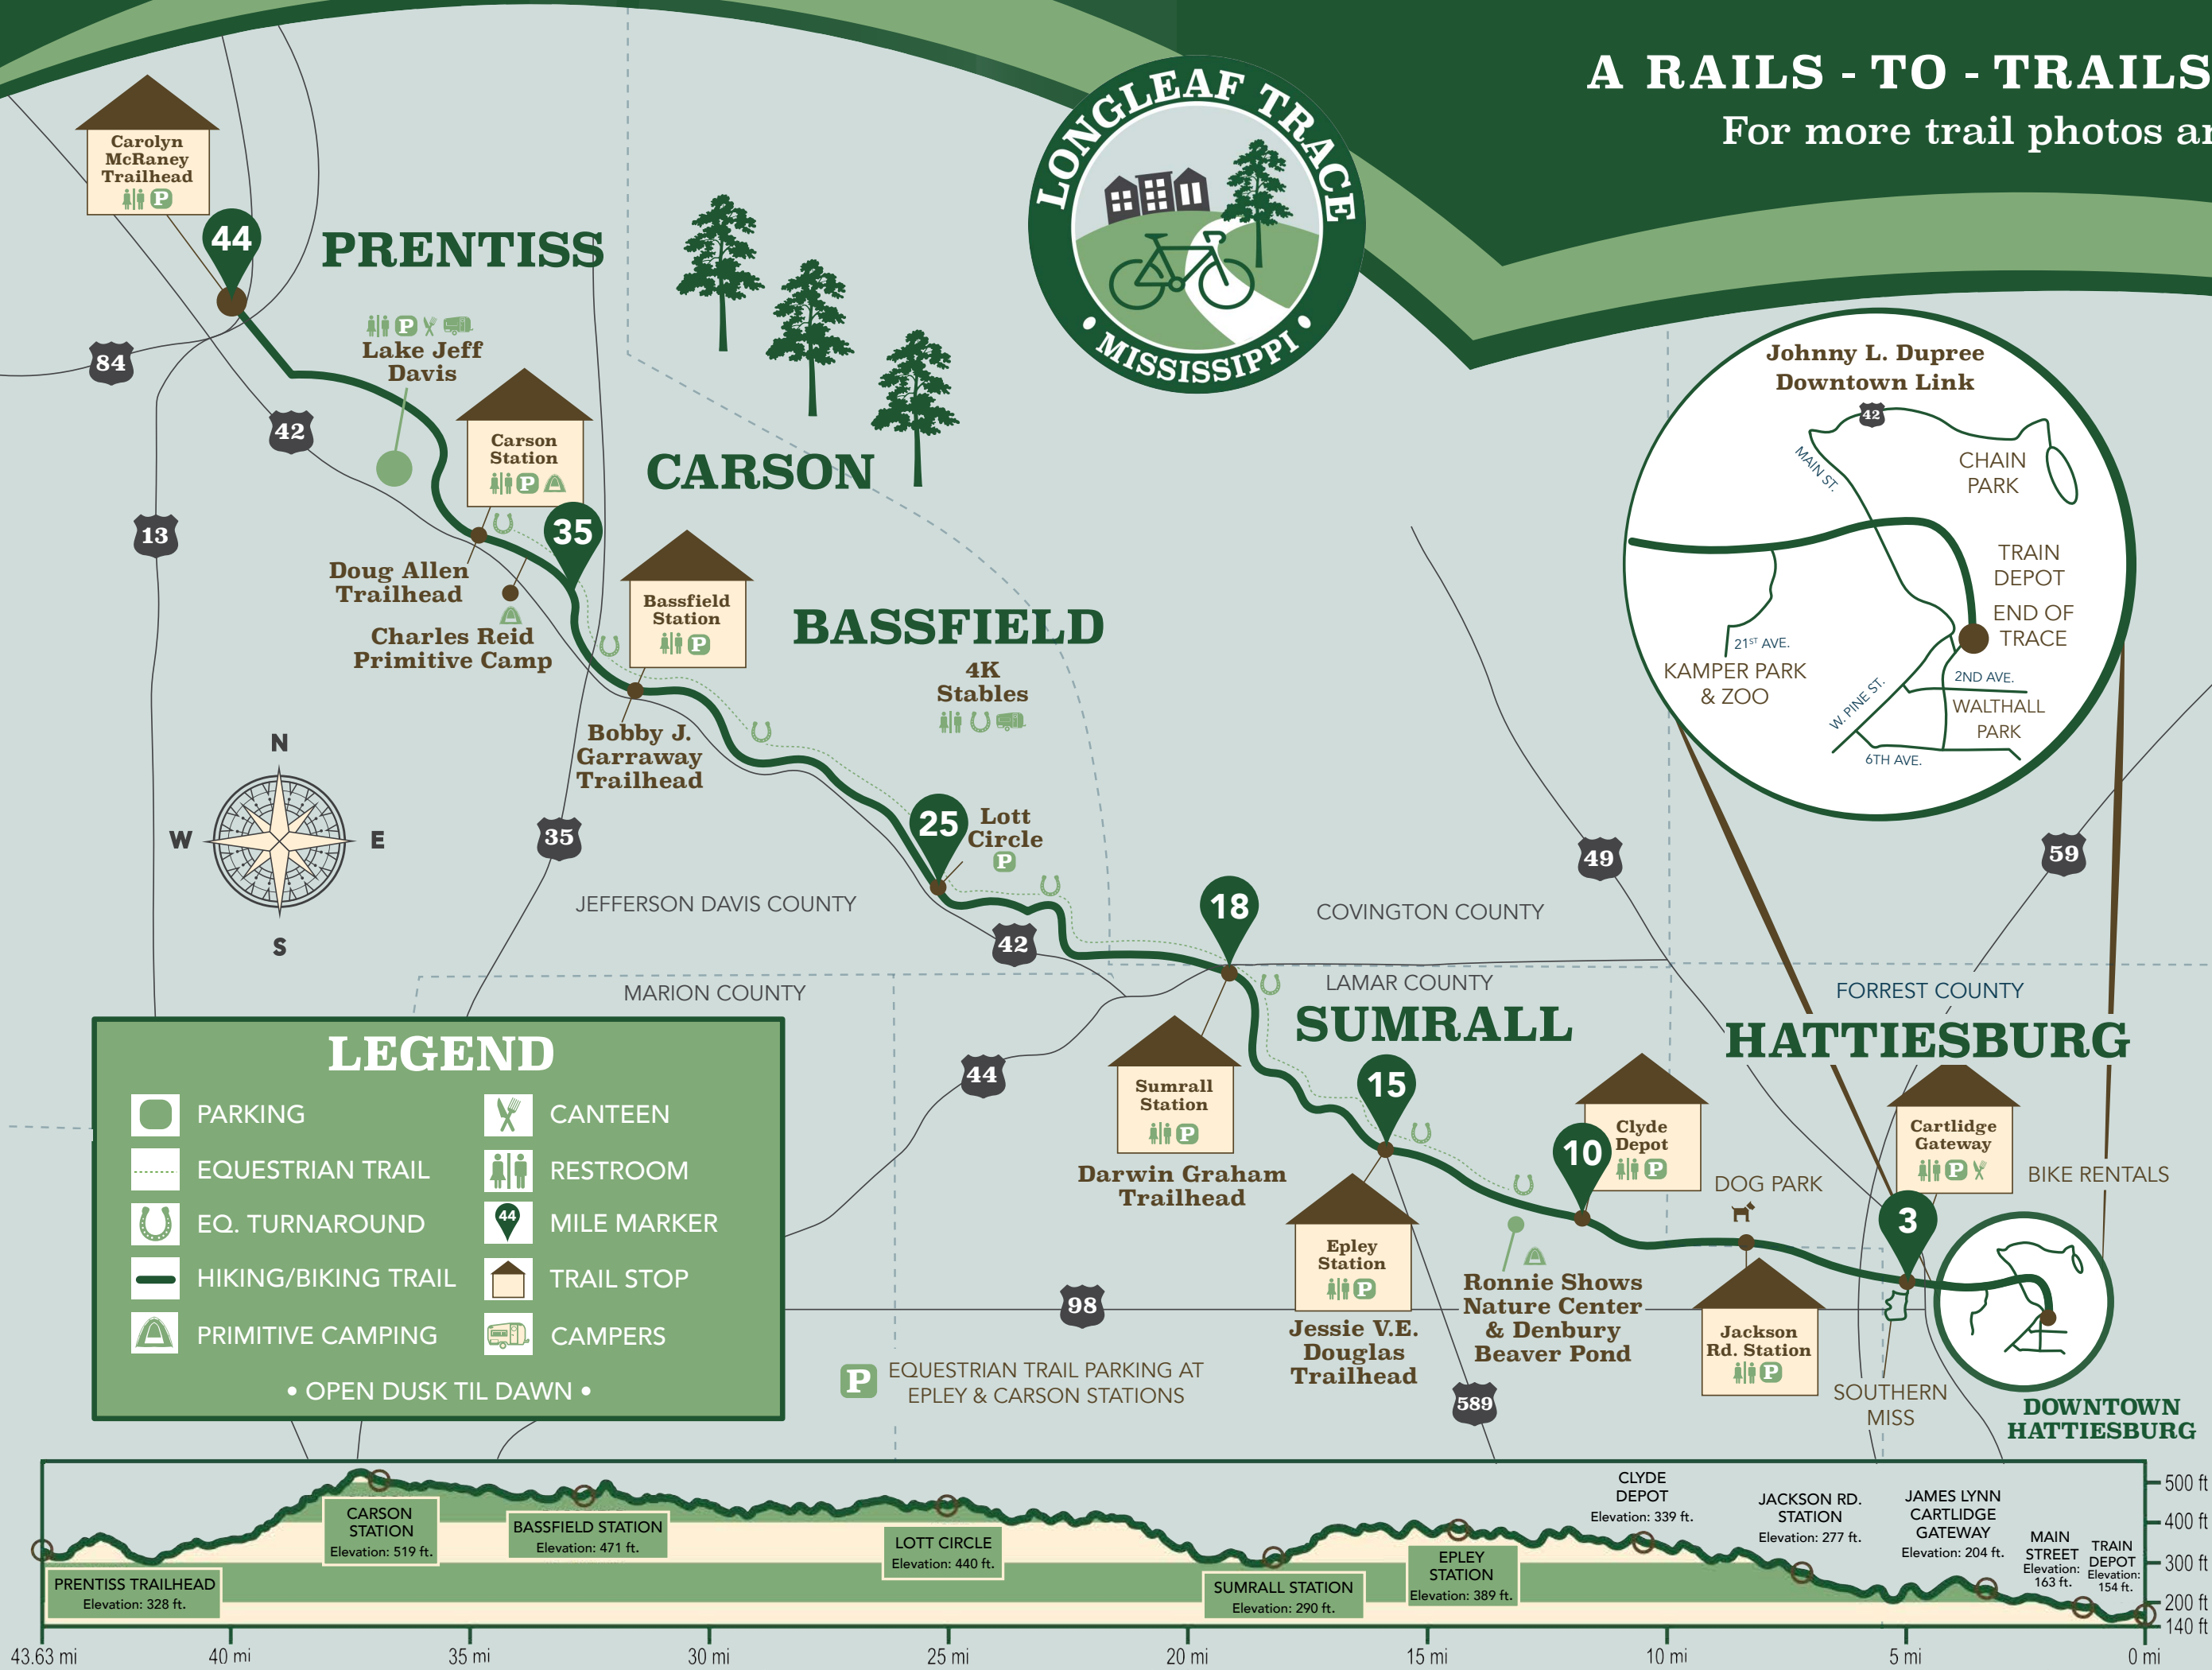 A RAILS - TO - TRAILS
For more trail photos ar
LONGLEAF TRACE
• MISSISSIPPI •
Carolyn
McRaney
Trailhead
P
44
PRENTISS
P
Lake Jeff
Davis
84
42
13
Carson
Station
P
CARSON
35
Doug Allen
Trailhead
Charles Reid
Primitive Camp
Bassfield
Station
P
BASSFIELD
4K
Stables
Bobby J.
Garraway
Trailhead
35
N
W
E
S
25
Lott
Circle
P
42
JEFFERSON DAVIS COUNTY
MARION COUNTY
18
COVINGTON COUNTY
LAMAR COUNTY
FORREST COUNTY
49
59
44
Johnny L. Dupree
Downtown Link
42
MAIN ST.
CHAIN
PARK
TRAIN
DEPOT
END OF
TRACE
21ST AVE.
KAMPER PARK
& ZOO
2ND AVE.
W. PINE ST.
WALTHALL
PARK
6TH AVE.
SUMRALL
HATTIESBURG
Sumrall
Station
P
Darwin Graham
Trailhead
15
Epley
Station
P
Jessie V.E.
Douglas
Trailhead
10
Clyde
Depot
P
Ronnie Shows
Nature Center
& Denbury
Beaver Pond
DOG PARK
Jackson
Rd. Station
P
Cartlidge
Gateway
P
3
BIKE RENTALS
SOUTHERN
MISS
DOWNTOWN
HATTIESBURG
98
589
P
EQUESTRIAN TRAIL PARKING AT
EPLEY & CARSON STATIONS
LEGEND
PARKING
EQUESTRIAN TRAIL
EQ. TURNAROUND
HIKING/BIKING TRAIL
PRIMITIVE CAMPING
CANTEEN
RESTROOM
44
MILE MARKER
TRAIL STOP
CAMPERS
• OPEN DUSK TIL DAWN •
PRENTISS TRAILHEAD
Elevation: 328 ft.
CARSON
STATION
Elevation: 519 ft.
BASSFIELD STATION
Elevation: 471 ft.
LOTT CIRCLE
Elevation: 440 ft.
SUMRALL STATION
Elevation: 290 ft.
EPLEY
STATION
Elevation: 389 ft.
CLYDE
DEPOT
Elevation: 339 ft.
JACKSON RD.
STATION
Elevation: 277 ft.
JAMES LYNN
CARTLIDGE
GATEWAY
Elevation: 204 ft.
MAIN
STREET
Elevation:
163 ft.
TRAIN
DEPOT
Elevation:
154 ft.
500 ft
400 ft
300 ft
200 ft
140 ft
43.63 mi
40 mi
35 mi
30 mi
25 mi
20 mi
15 mi
10 mi
5 mi
0 mi